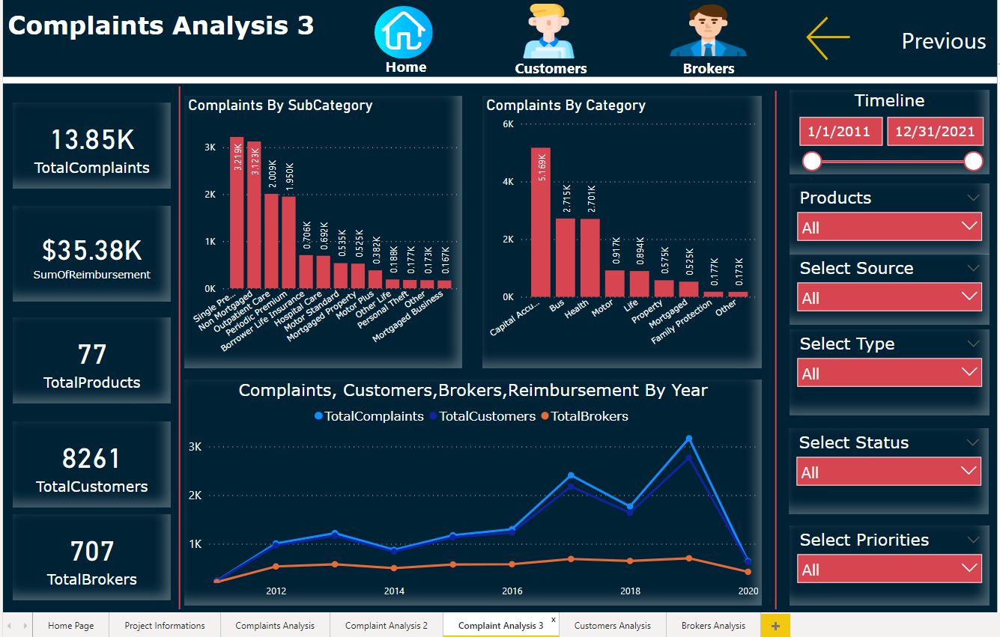 Complaints Analysis 3
Home
Customers
Brokers
Previous
13.85K
TotalComplaints
$35.38K
SumOfReimbursement
77
TotalProducts
8261
TotalCustomers
707
TotalBrokers
Complaints By SubCategory
3K
2K
1K
0K
3.219K
3.123K
2.009K
1.950K
0.706K
0.692K
0.535K
0.525K
0.382K
0.188K
0.177K
0.173K
0.167K
Single Pre...
Non Mortgaged
Outpatient Care
Periodic Premium
Borrower Life Insurance
Hospital Care
Motor Standard
Mortgaged Property
Motor Plus
Other Life
Personal Theft
Other
Mortgaged Business
Complaints By Category
6K
4K
2K
0K
5.169K
2.715K
2.701K
0.917K
0.894K
0.575K
0.525K
0.177K
0.173K
Capital Accu...
Bus
Health
Motor
Life
Property
Mortgaged
Family Protection
Other
Complaints, Customers,Brokers,Reimbursement By Year
TotalComplaints TotalCustomers TotalBrokers
3K
2K
1K
2012 2014 2016 2018 2020
Timeline
1/1/2011 12/31/2021
Products
All
Select Source
All
Select Type
All
Select Status
All
Select Priorities
All
Home Page Project Informations Complaints Analysis Complaint Analysis 2 Complaint Analysis 3 x Customers Analysis Brokers Analysis +